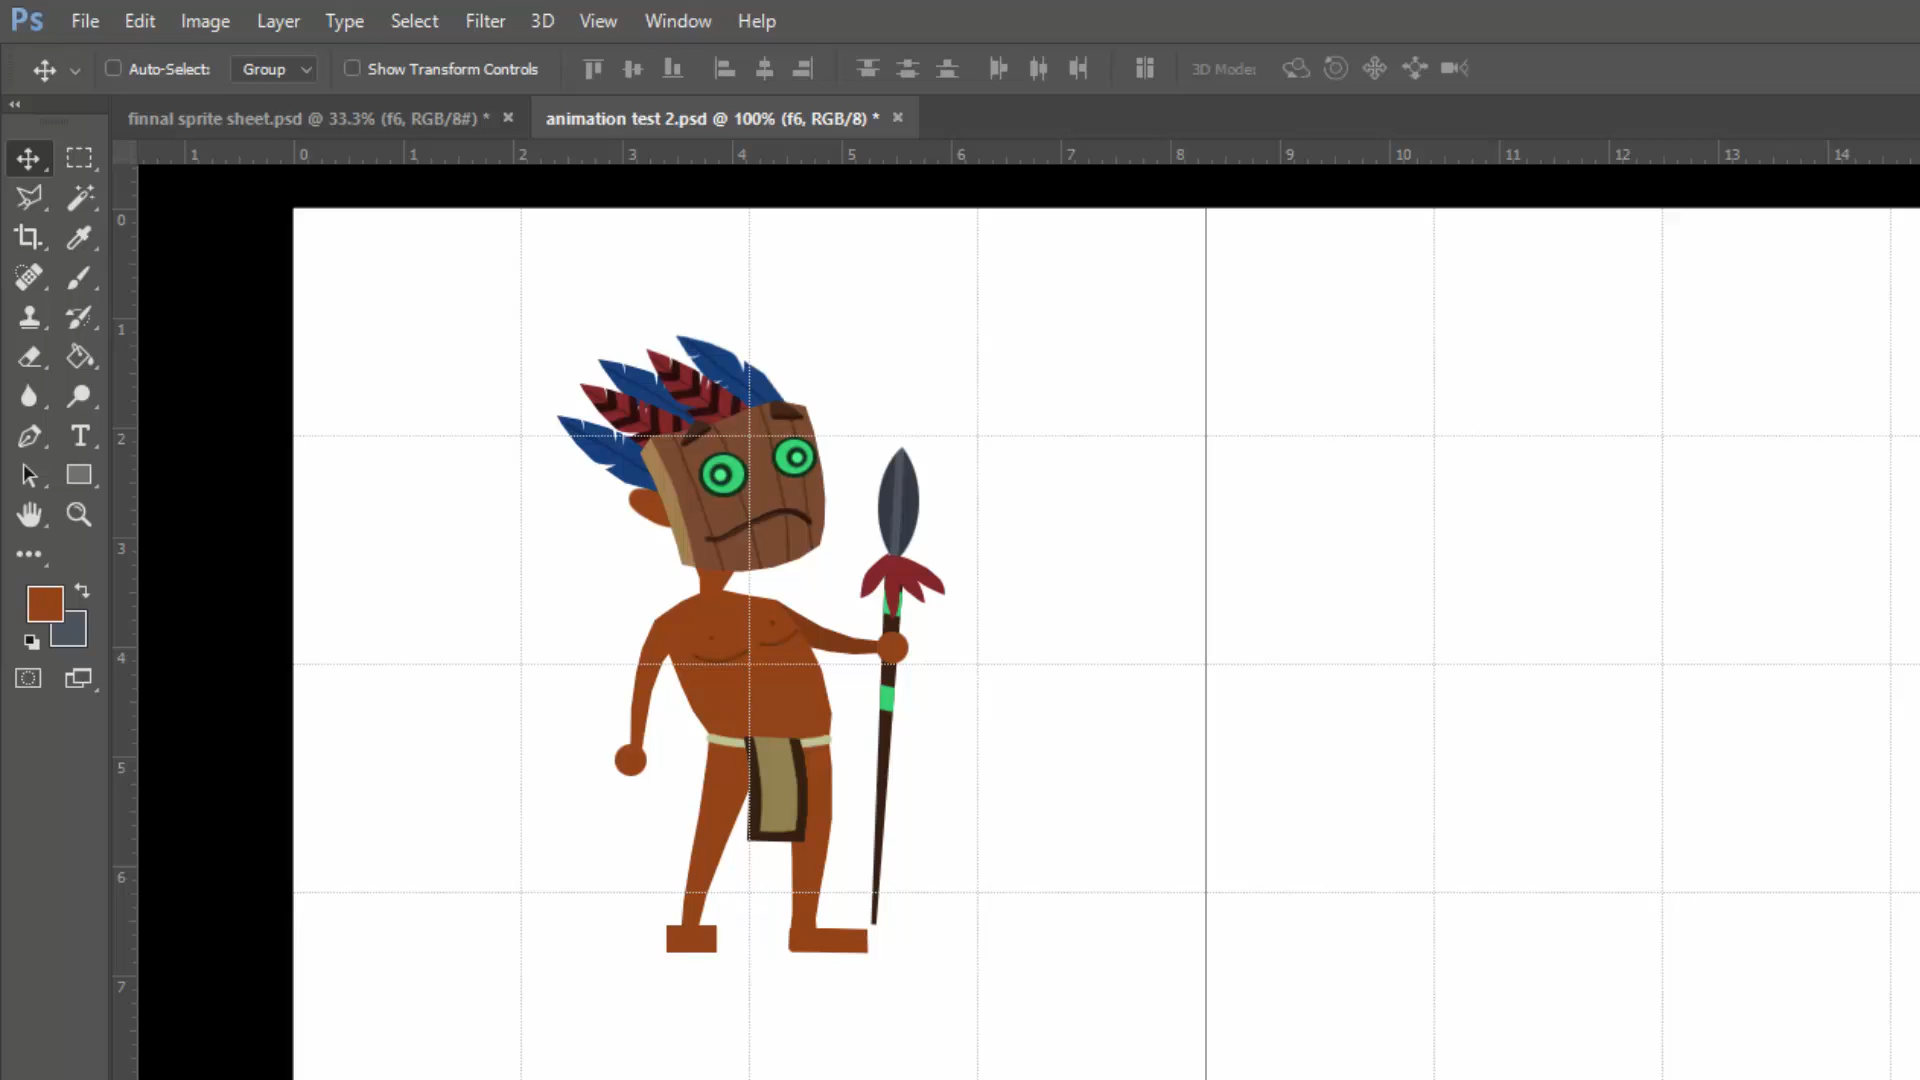 Ps File Edit Image Layer Type Select Filter 3D View Window Help
Auto-Select: Group Show Transform Controls 3D Mode:
finnal sprite sheet.psd @ 33.3% (f6, RGB/8#) * animation test 2.psd @ 100% (f6, RGB/8) *
1 0 1 2 3 4 5 6 7 8 9 10 11 12 13 14
0
1
2
3
4
5
6
7
T